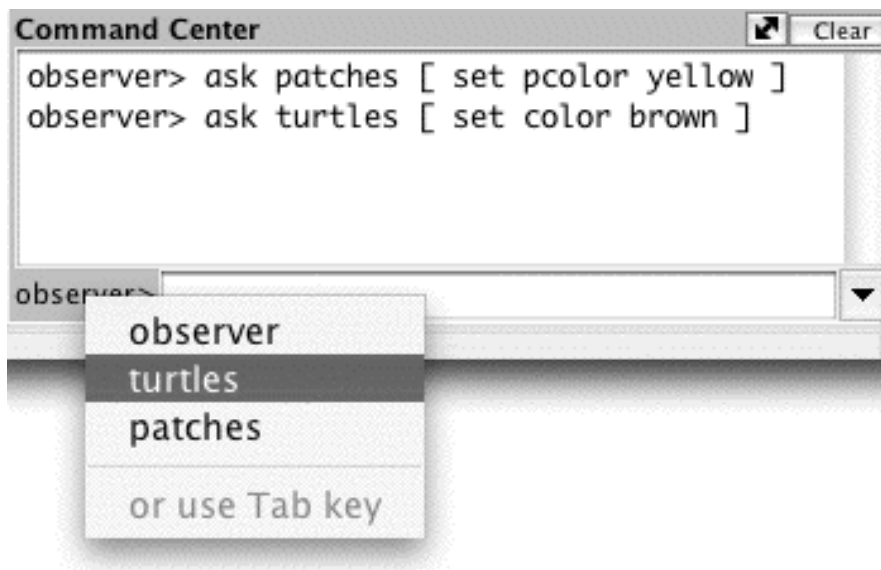 Command Center
Clear
observer> ask patches [ set pcolor yellow ]
observer> ask turtles [ set color brown ]
observer>
observer
turtles
patches
or use Tab key